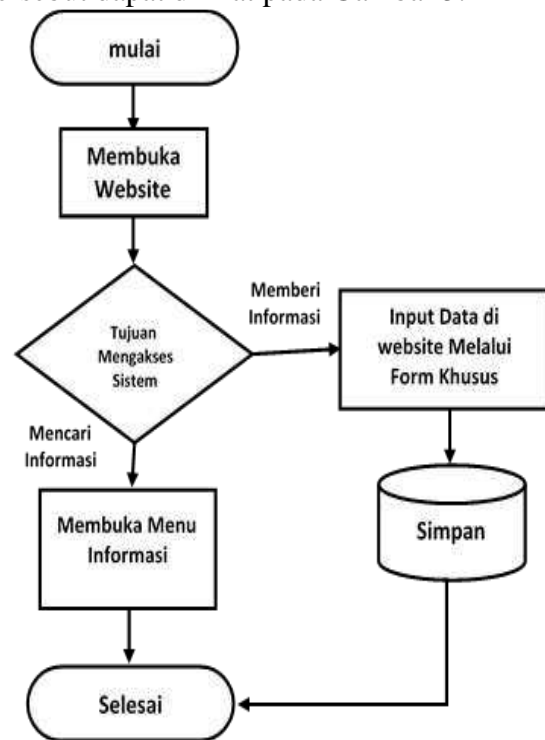 mulai
Membuka
Website
Tujuan
Mengakses
Sistem
Memberi
Informasi
Input Data di
website Melalui
Form Khusus
Simpan
Mencari
Informasi
Membuka Menu
Informasi
Selesai